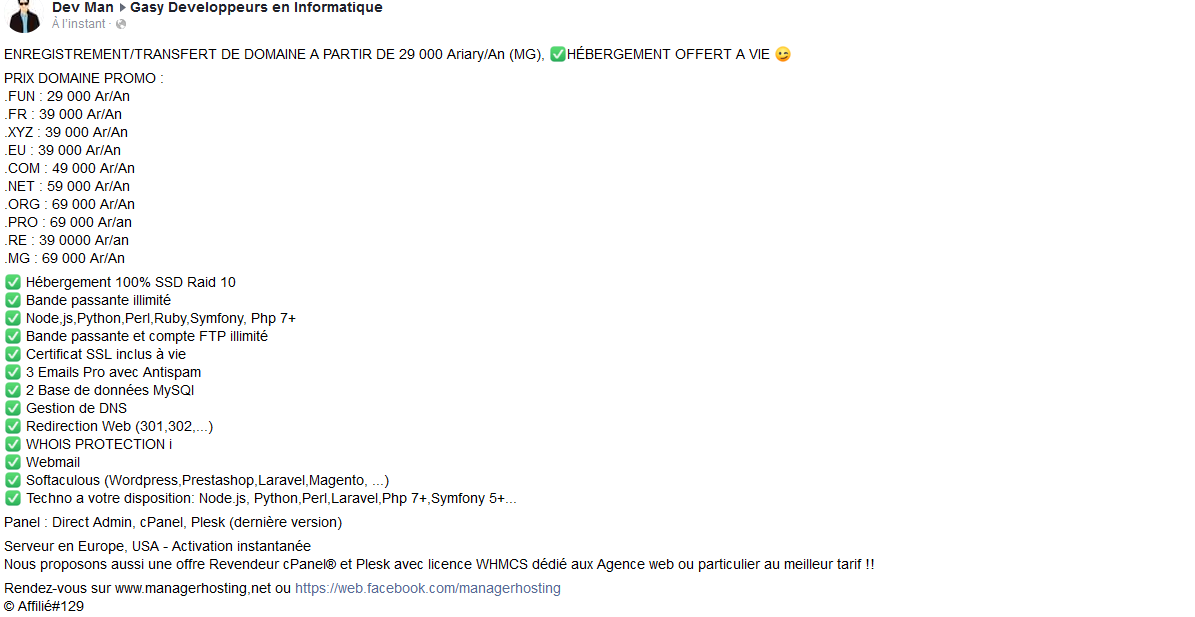 Dev Man ▸ Gasy Developpeurs en Informatique
À l'instant ·
ENREGISTREMENT/TRANSFERT DE DOMAINE A PARTIR DE 29 000 Ariary/An (MG), ✅HÉBERGEMENT OFFERT A VIE 😉
PRIX DOMAINE PROMO :
.FUN : 29 000 Ar/An
.FR : 39 000 Ar/An
.XYZ : 39 000 Ar/An
.EU : 39 000 Ar/An
.COM : 49 000 Ar/An
.NET : 59 000 Ar/An
.ORG : 69 000 Ar/An
.PRO : 69 000 Ar/an
.RE : 39 0000 Ar/an
.MG : 69 000 Ar/An
✅ Hébergement 100% SSD Raid 10
✅ Bande passante illimité
✅ Node,js,Python,Perl,Ruby,Symfony, Php 7+
✅ Bande passante et compte FTP illimité
✅ Certificat SSL inclus à vie
✅ 3 Emails Pro avec Antispam
✅ 2 Base de données MySQl
✅ Gestion de DNS
✅ Redirection Web (301,302,...)
✅ WHOIS PROTECTION i
✅ Webmail
✅ Softaculous (Wordpress,Prestashop,Laravel,Magento, ...)
✅ Techno a votre disposition: Node.js, Python,Perl,Laravel,Php 7+,Symfony 5+...
Panel : Direct Admin, cPanel, Plesk (dernière version)
Serveur en Europe, USA - Activation instantanée
Nous proposons aussi une offre Revendeur cPanel® et Plesk avec licence WHMCS dédié aux Agence web ou particulier au meilleur tarif !!
Rendez-vous sur www.managerhosting,net ou https://web.facebook.com/managerhosting
© Affilié#129